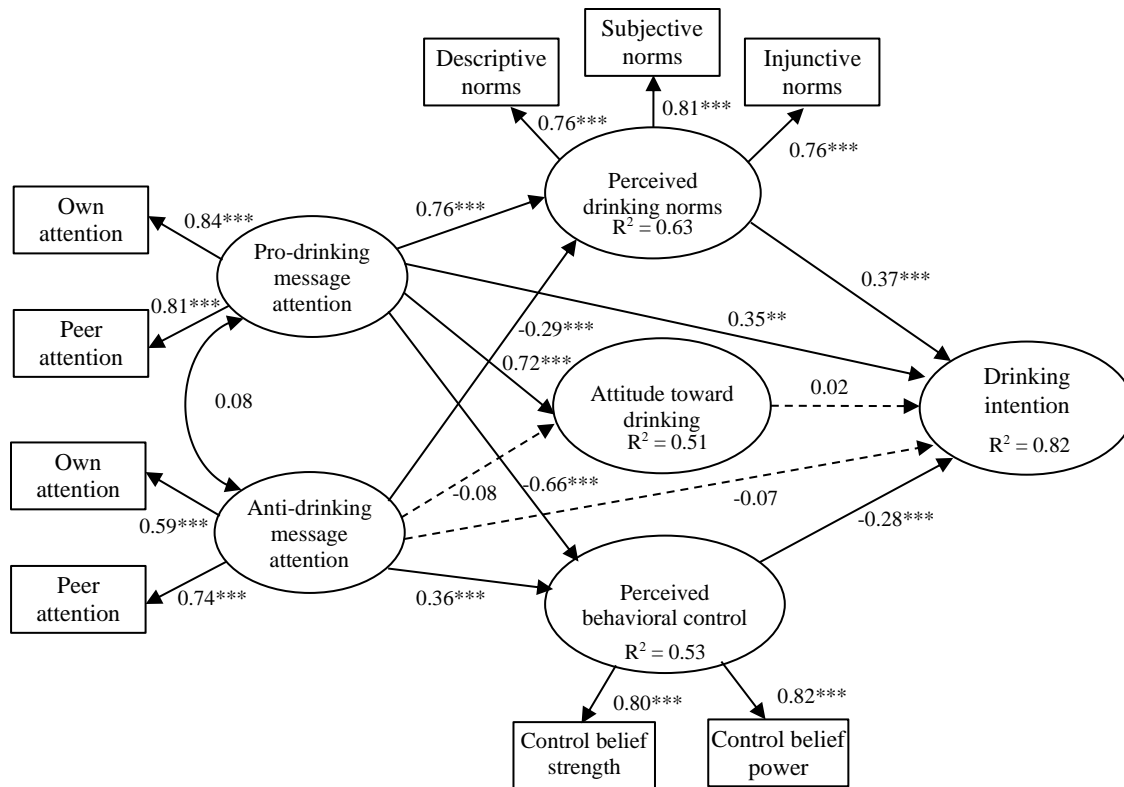 Subjective
norms
Descriptive
norms
Injunctive
norms
0.76***
0.81***
0.76***
Own
attention
0.84***
Pro-drinking
message
attention
0.76***
Perceived
drinking norms
R² = 0.63
0.37***
Peer
attention
0.81***
-0.29***
0.35**
0.72***
0.08
Attitude toward
drinking
R² = 0.51
0.02
Drinking
intention
R² = 0.82
Own
attention
0.59***
Anti-drinking
message
attention
-0.08
-0.66***
-0.07
-0.28***
Peer
attention
0.74***
0.36***
Perceived
behavioral control
R² = 0.53
0.80***
0.82***
Control belief
strength
Control belief
power